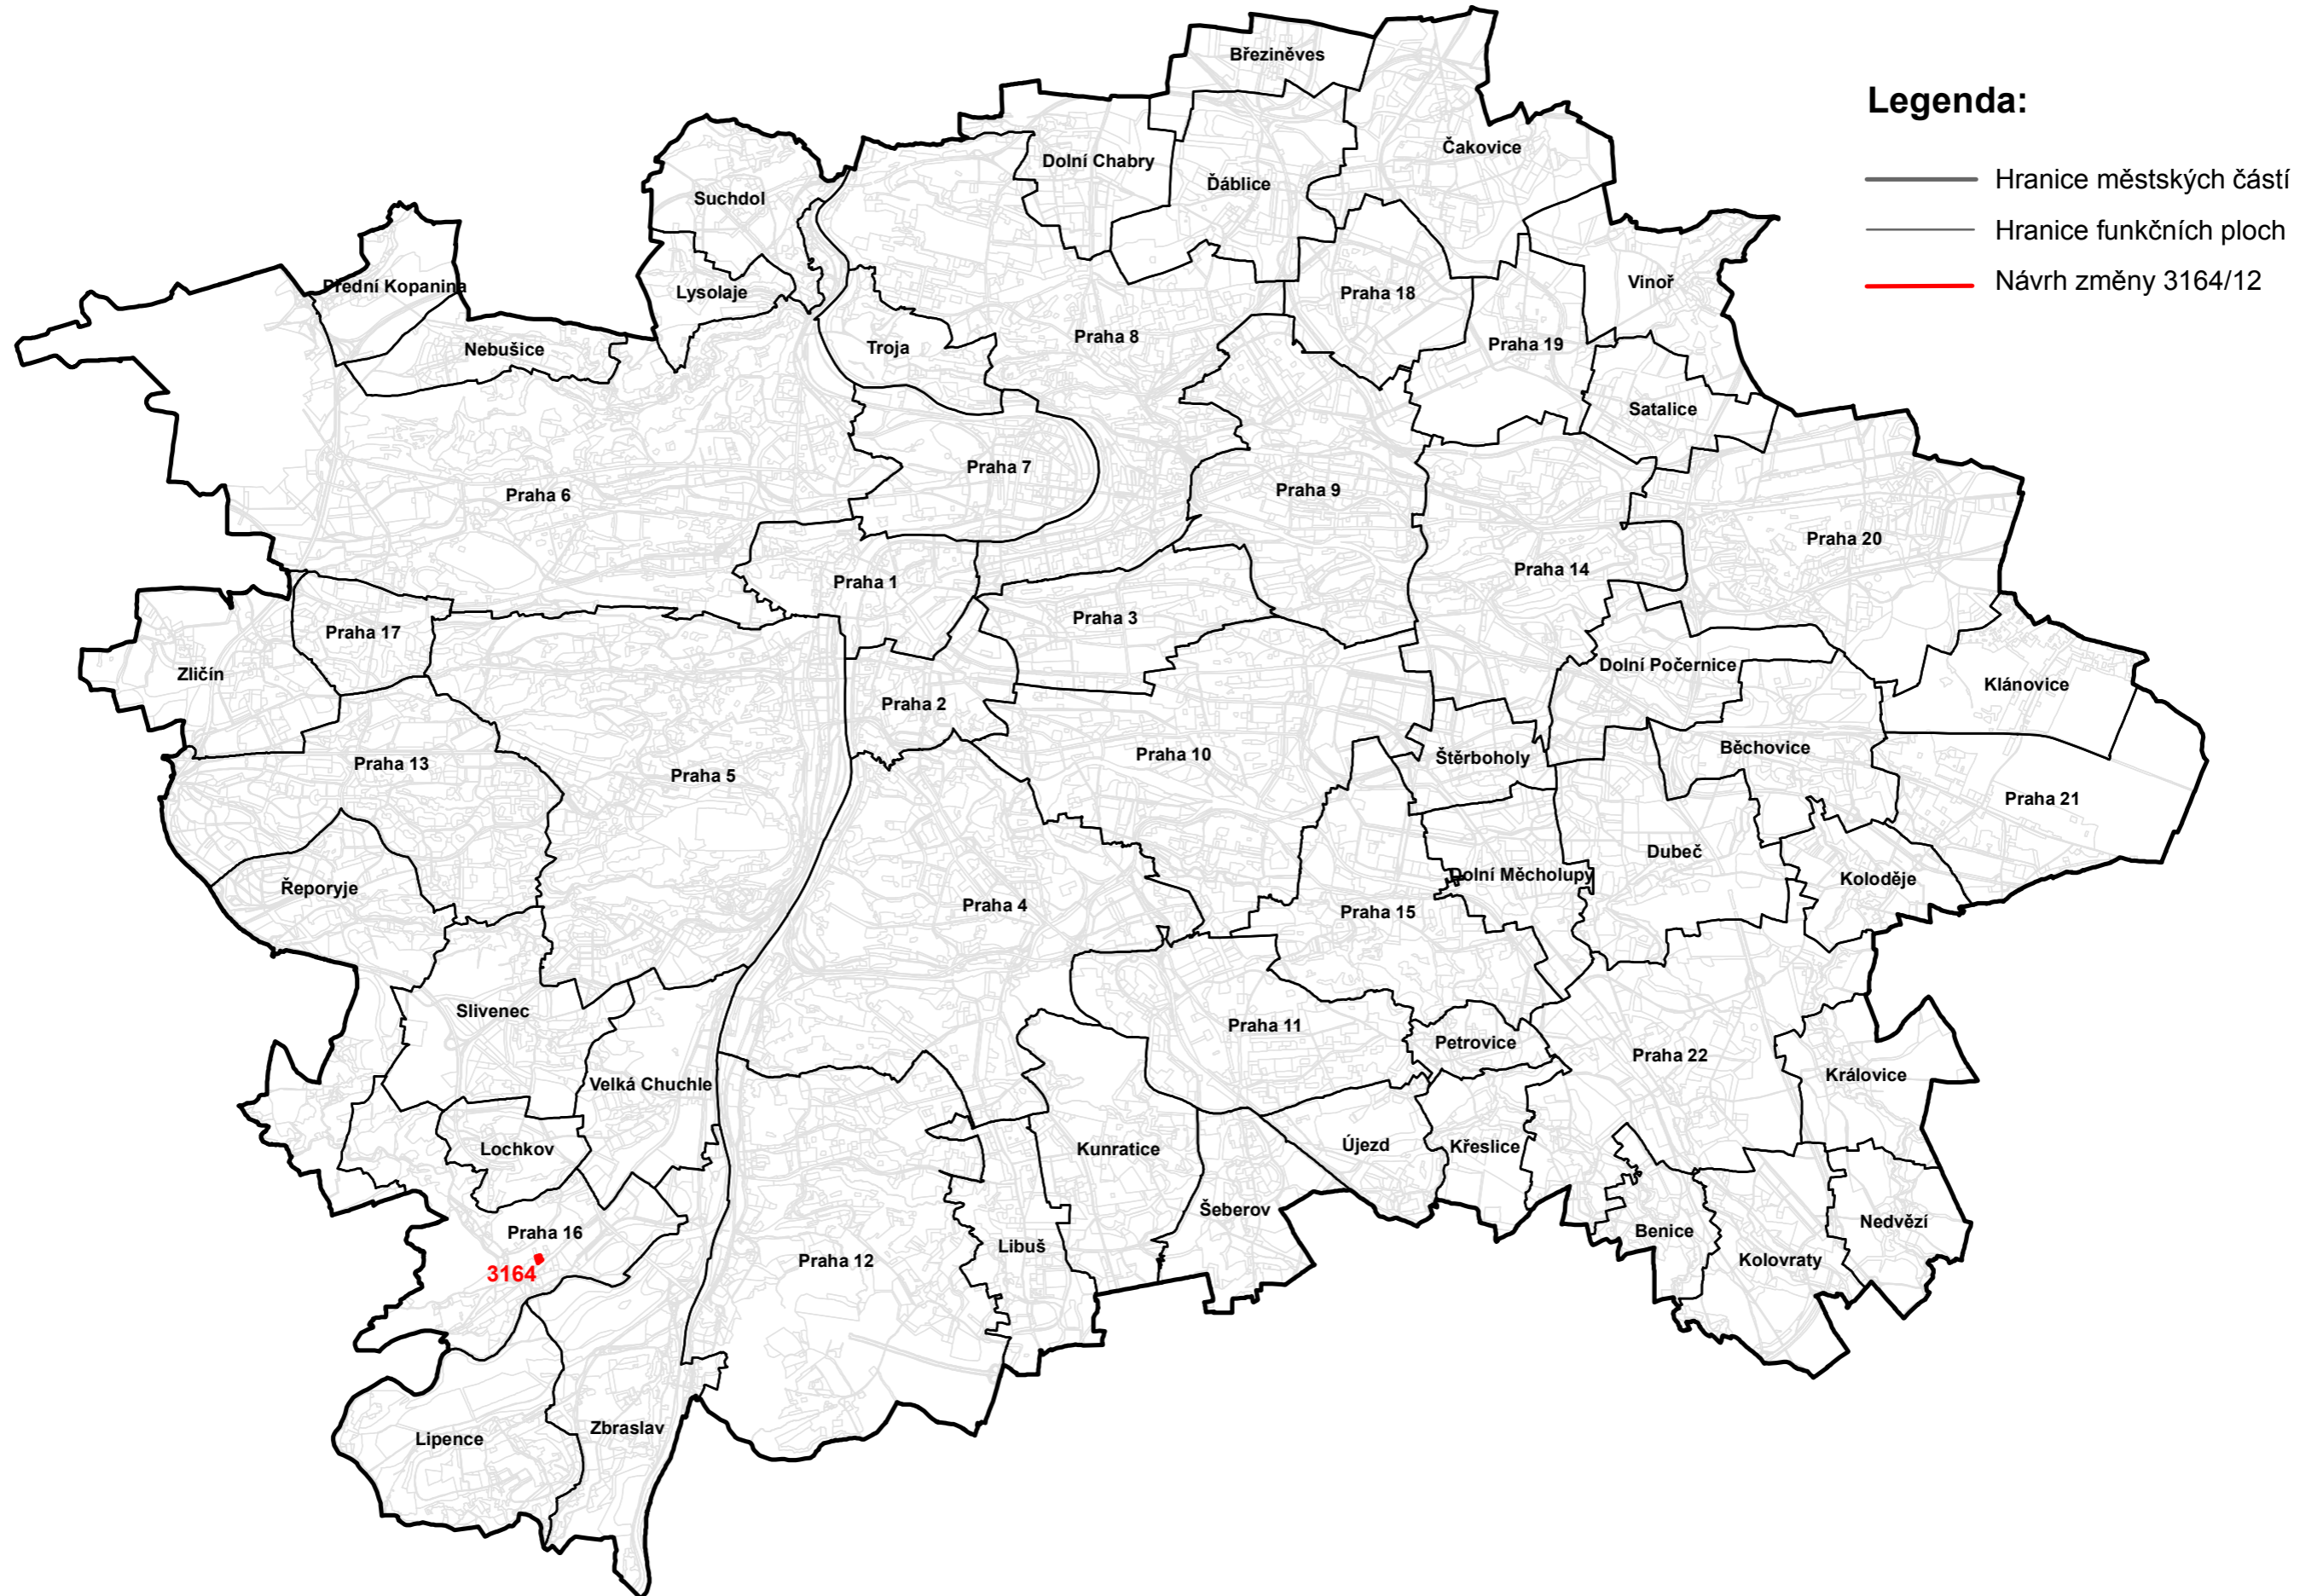 Březiněves
Legenda:
Čakovice
Dolní Chabry
Ďáblice
Hranice městských částí
Suchdol
Hranice funkčních ploch
Vinoř
Návrh změny 3164/12
Přední Kopanina
Lysolaje
Praha 18
Praha 8
Praha 19
Troja
Nebušice
Satalice
Praha 7
Praha 9
Praha 6
Praha 20
Praha 14
Praha 1
Praha 3
Praha 17
Dolní Počernice
Zličín
Klánovice
Praha 2
Běchovice
Praha 10
Štěrboholy
Praha 13
Praha 5
Praha 21
Dubeč
Dolní Měcholupy
Koloděje
Řeporyje
Praha 4
Praha 15
Slivenec
Praha 11
Petrovice
Praha 22
Královice
Velká Chuchle
Lochkov
Kunratice
Újezd
Křeslice
Šeberov
Nedvězí
Praha 16
Benice
Libuš
Praha 12
Kolovraty
3164
Zbraslav
Lipence